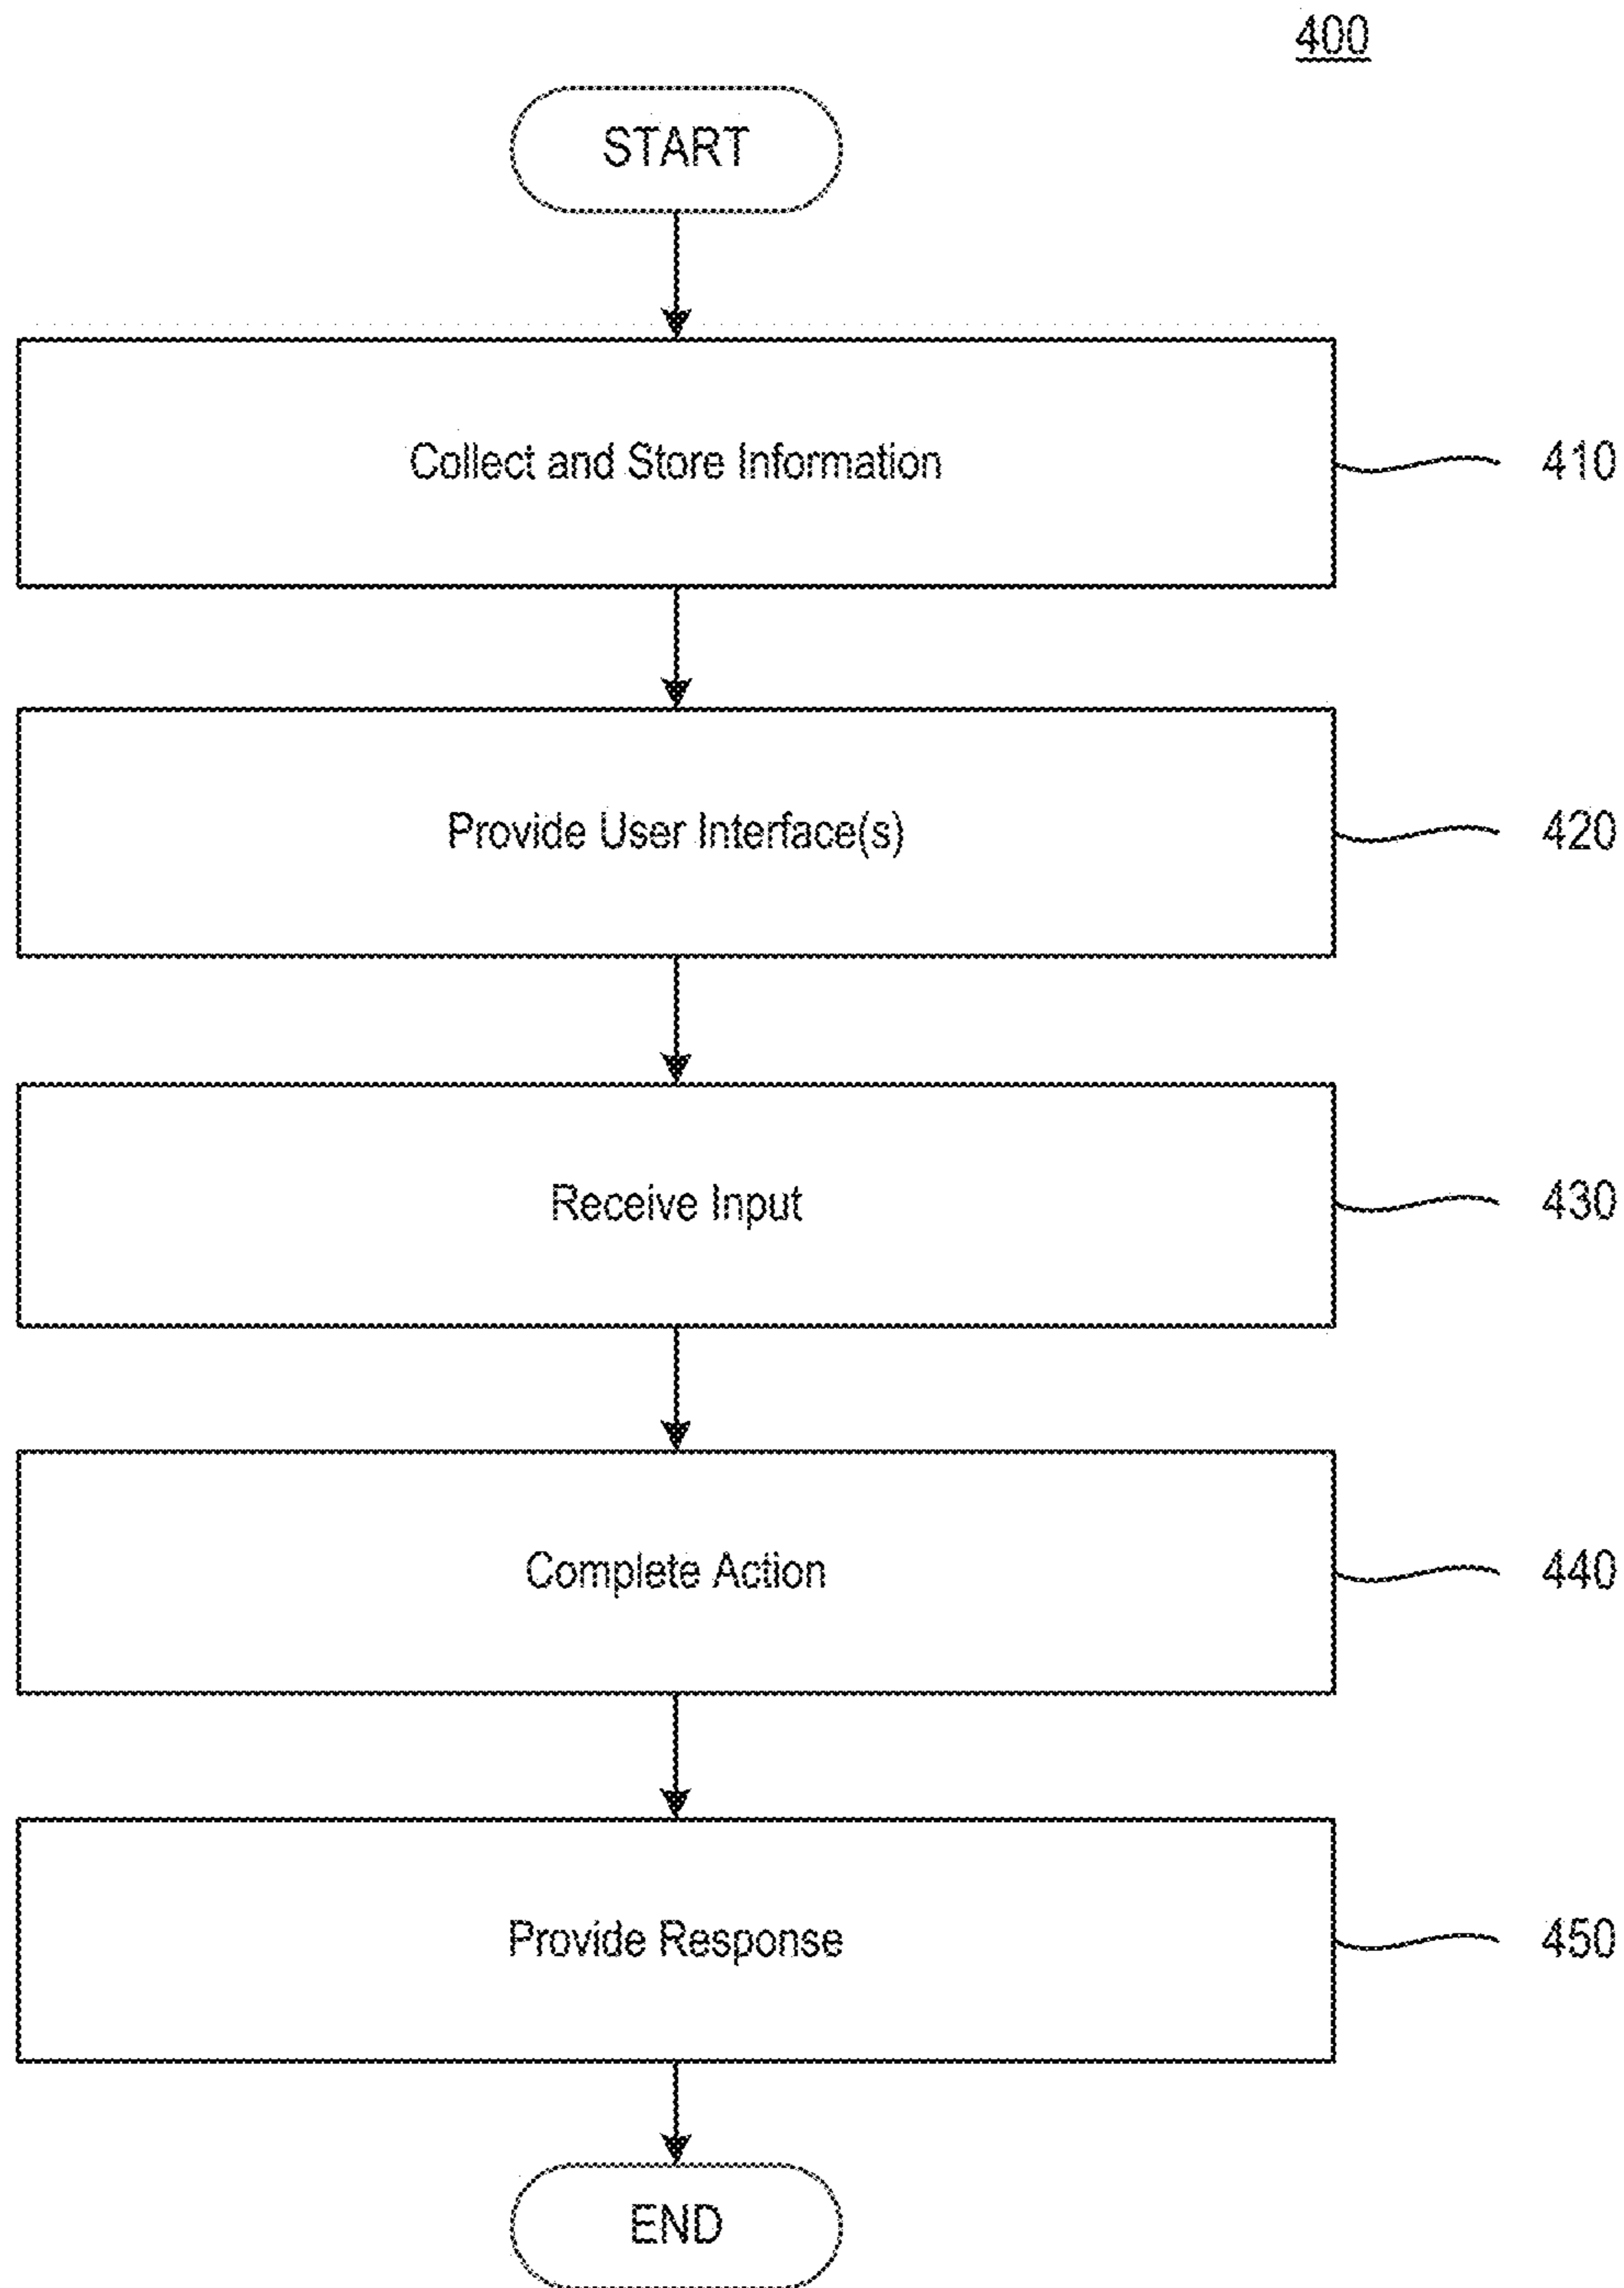 400
START
Collect and Store Information
410
Provide User Interface(s)
420
Receive Input
430
Complete Action
440
Provide Response
450
END